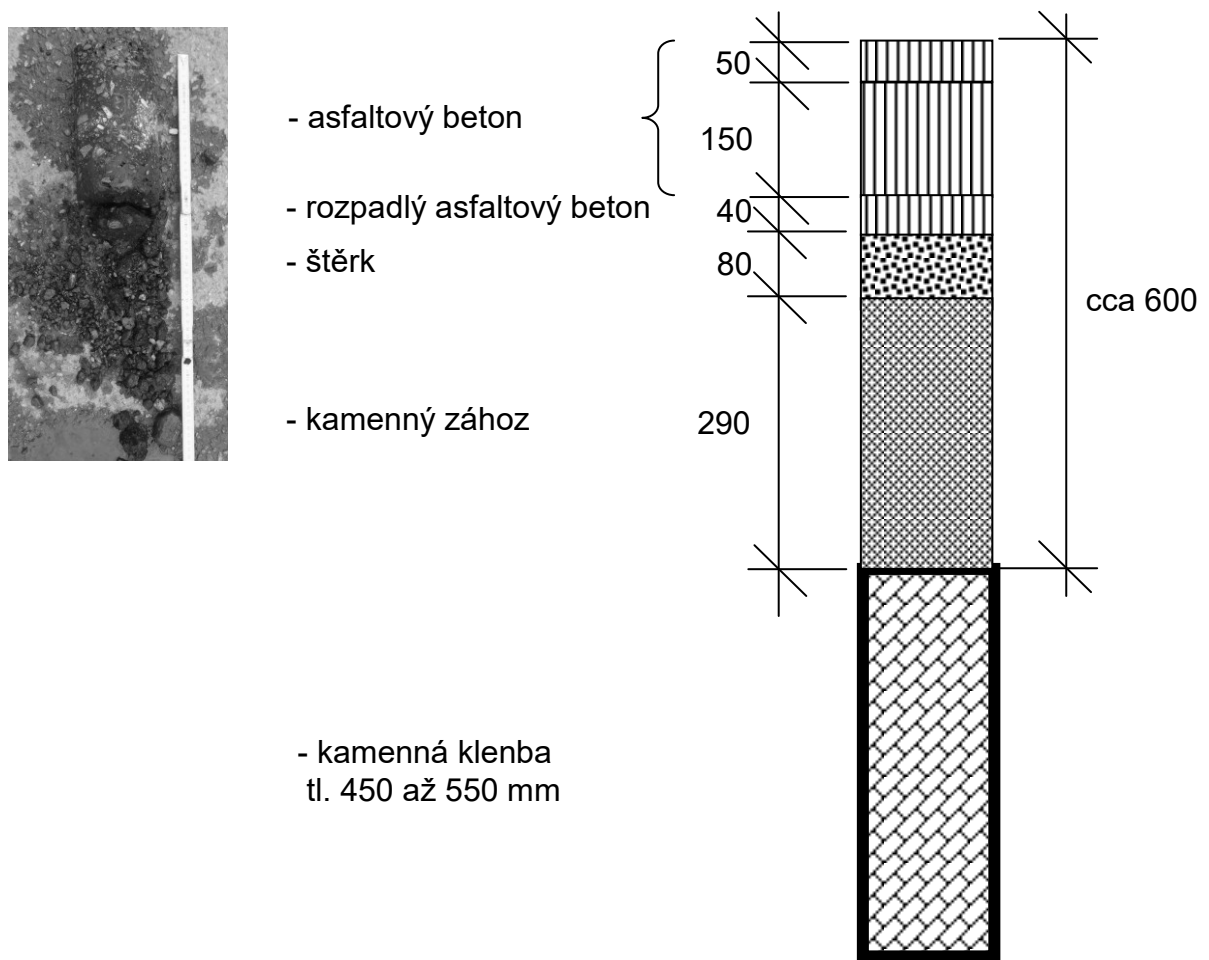 50
- asfaltový beton
150
- rozpadlý asfaltový beton
40
- štěrk
80
cca 600
- kamenný zához
290
- kamenná klenba
tl. 450 až 550 mm